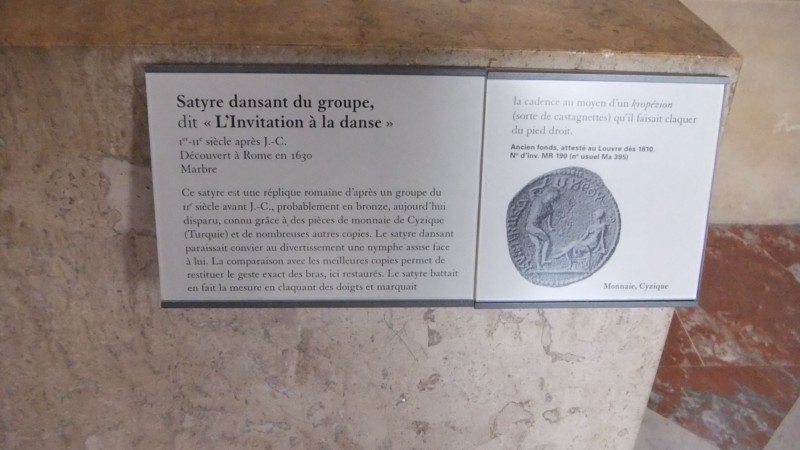 Satyre dansant du groupe,
dit « L'Invitation à la danse »
Iᵉʳ-IIᵉ siècle après J.-C.
Découvert à Rome en 1630
Marbre
Ce satyre est une réplique romaine d'après un groupe du
IIᵉ siècle avant J.-C., probablement en bronze, aujourd'hui
disparu, connu grâce à des pièces de monnaie de Cyzique
(Turquie) et de nombreuses autres copies. Le satyre dansant
paraissait convier au divertissement une nymphe assise face
à lui. La comparaison avec les meilleures copies permet de
restituer le geste exact des bras, ici restaurés. Le satyre battait
en fait la mesure en claquant des doigts et marquait
la cadence au moyen d'un kropézion
(sorte de castagnettes) qu'il faisait claquer
du pied droit.
Ancien fonds, attesté au Louvre dès 1810.
Nº d'inv. MR 190 (nº usuel Ma 395)
Monnaie, Cyzique